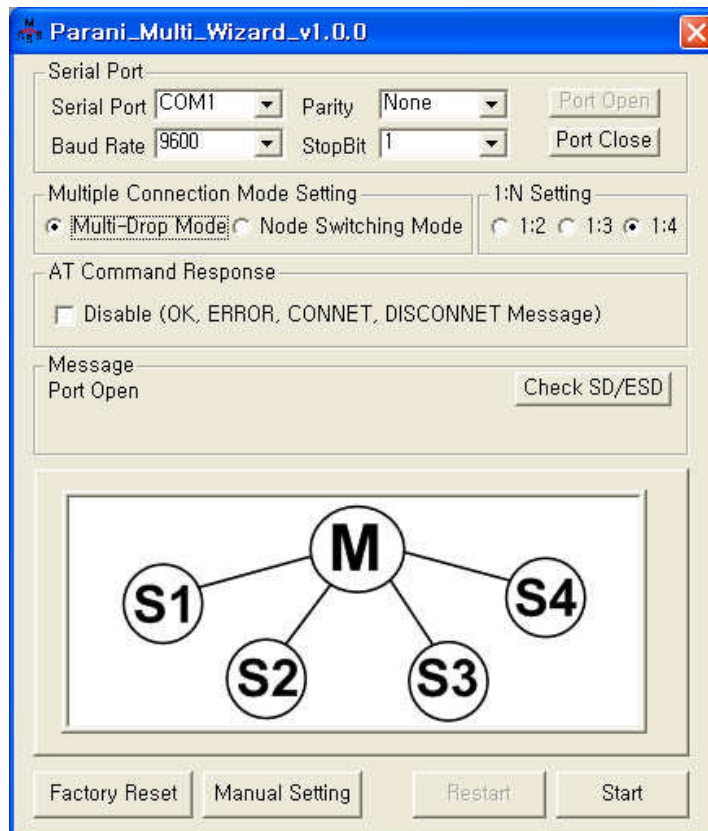 Parani_Multi_Wizard_v1.0.0
Serial Port
Serial Port COM1 Parity None Port Open
Baud Rate 9600 StopBit 1 Port Close
Multiple Connection Mode Setting 1:N Setting
Multi-Drop Mode Node Switching Mode 1:2 1:3 1:4
AT Command Response
Disable (OK, ERROR, CONNET, DISCONNET Message)
Message
Port Open Check SD/ESD
M
S1 S4
S2 S3
Factory Reset Manual Setting Restart Start